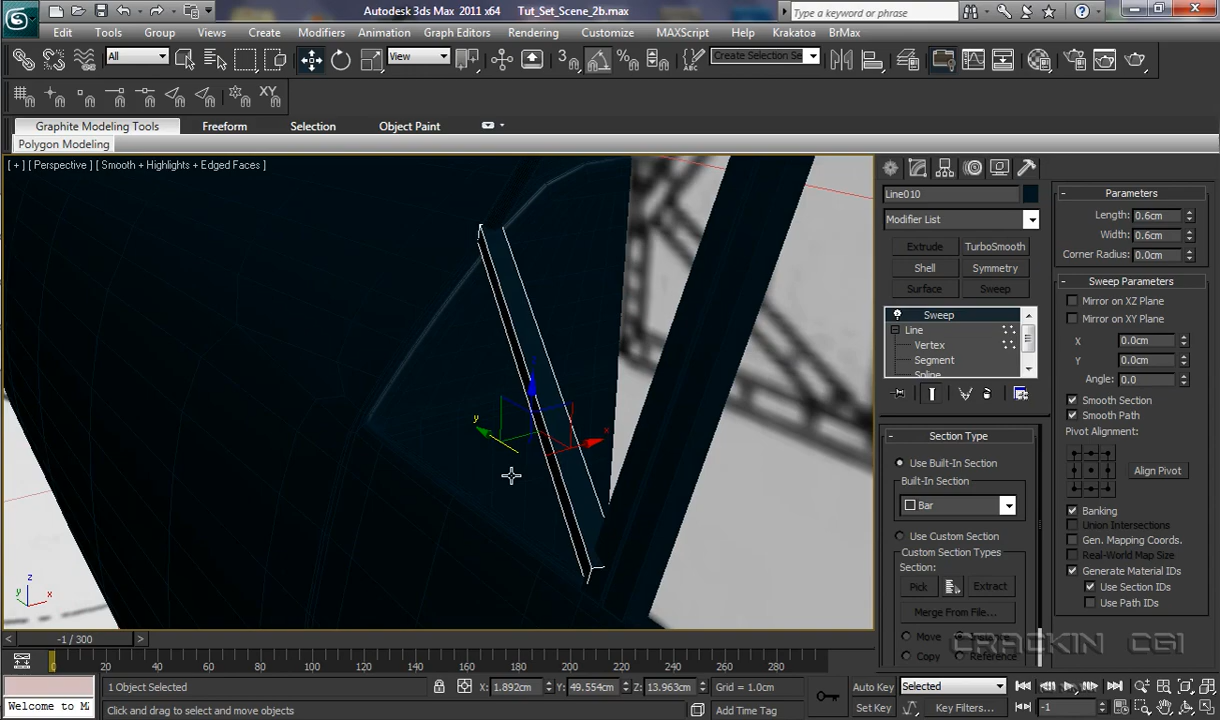 Autodesk 3ds Max 2011 x64 Tut_Set_Scene_2b.max
Type a keyword or phrase
Edit Tools Group Views Create Modifiers Animation Graph Editors Rendering Customize MAXScript Help Krakatoa BrMax
All View 3 Create Selection Se
XY
Graphite Modeling Tools Freeform Selection Object Paint
Polygon Modeling
[ + ] [ Perspective ] [ Smooth + Highlights + Edged Faces ]
Line010
Modifier List
Extrude TurboSmooth
Shell Symmetry
Surface Sweep
Sweep
Line
Vertex
Segment
Spline
- Section Type
Use Built-In Section
Built-In Section
Bar
Use Custom Section
Custom Section Types
Section:
Pick Extract
Merge From File...
Move Instance
Copy Reference
- Parameters
Length: 0.6cm
Width: 0.6cm
Corner Radius: 0.0cm
- Sweep Parameters
Mirror on XZ Plane
Mirror on XY Plane
X 0.0cm
Y 0.0cm
Angle: 0.0
Smooth Section
Smooth Path
Pivot Alignment:
Align Pivot
Banking
Union Intersections
Gen. Mapping Coords.
Real-World Map Size
Generate Material IDs
Use Section IDs
Use Path IDs
CRACKIN CGI
z
y
x
y
x
< -1 / 300 >
0 20 40 60 80 100 120 140 160 180 200 220 240 260 280
1 Object Selected X: 1.892cm Y: 49.554cm Z: 13.963cm Grid = 1.0cm Auto Key Selected
Welcome to M Click and drag to select and move objects Add Time Tag Set Key Key Filters... -1